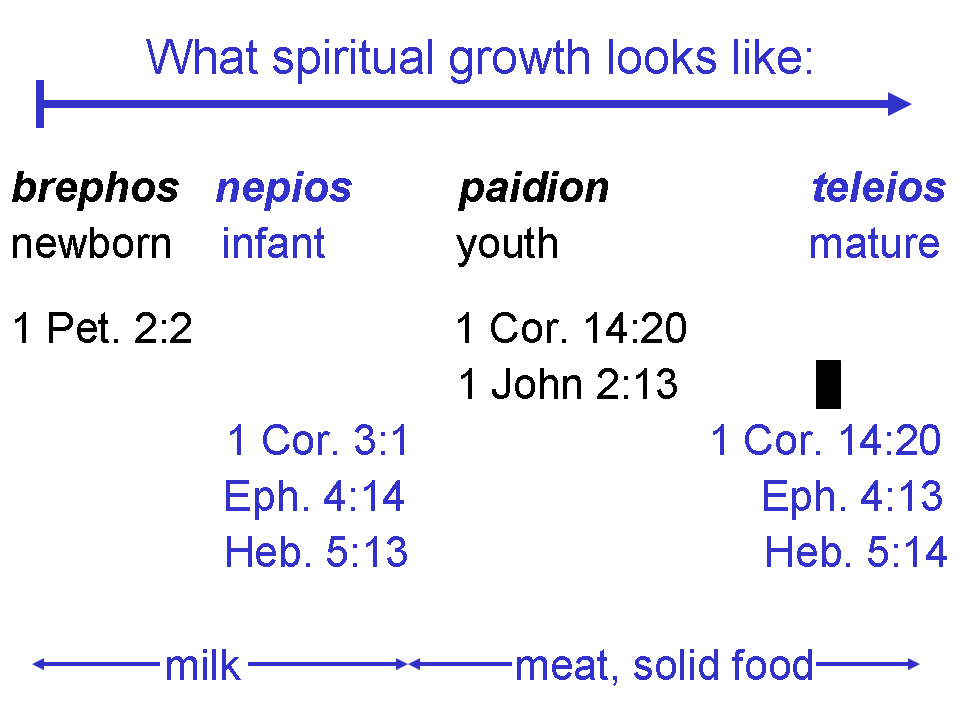 What spiritual growth looks like:
brephos nepios paidion teleios
newborn infant youth mature
1 Pet. 2:2 1 Cor. 14:20
1 John 2:13
1 Cor. 3:1 1 Cor. 14:20
Eph. 4:14 Eph. 4:13
Heb. 5:13 Heb. 5:14
milk meat, solid food